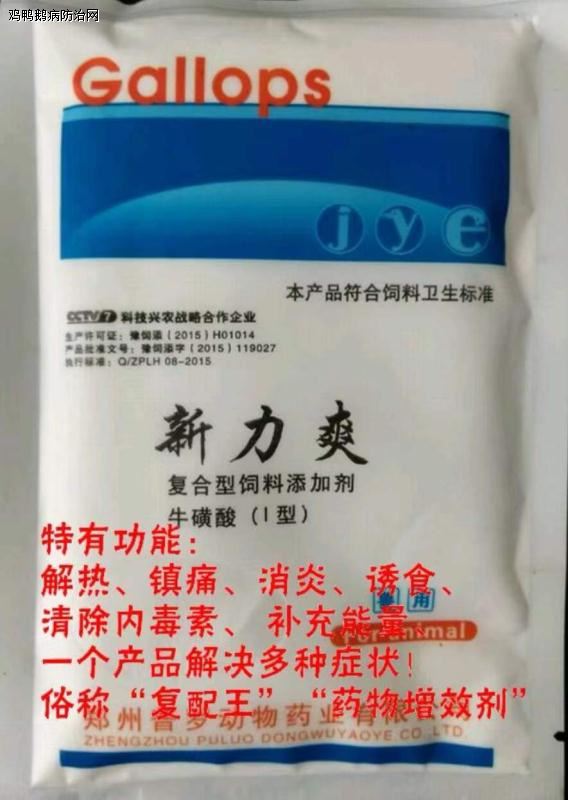 鸡鸭鹅病防治网
Gallops
jye
本产品符合饲料卫生标准
CCTV7 科技兴农战略合作企业
生产许可证：豫饲添（2015）H01014
产品批准文号：豫饲添字（2015）119027
执行标准：Q/ZPLH 08-2015
新力爽
复合型饲料添加剂
牛磺酸（I型）
特有功能：
解热、镇痛、消炎、诱食、
兽用
清除内毒素、补充能量
For animal
一个产品解决多种症状！
俗称“复配王”“药物增效剂”
郑州普罗动物药业有限公司
ZHENGZHOU PULUO DONGWUYAOYE CO.,LTD.